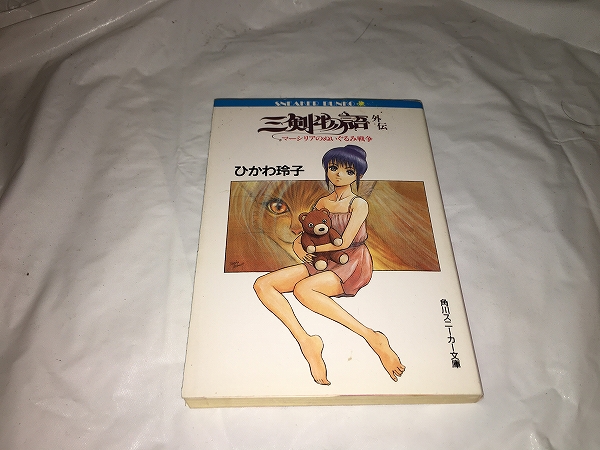 SNEAKER BUNKO
三剣物語 外伝
マーシリアのぬいぐるみ戦争
ひかわ玲子
角川スニーカー文庫